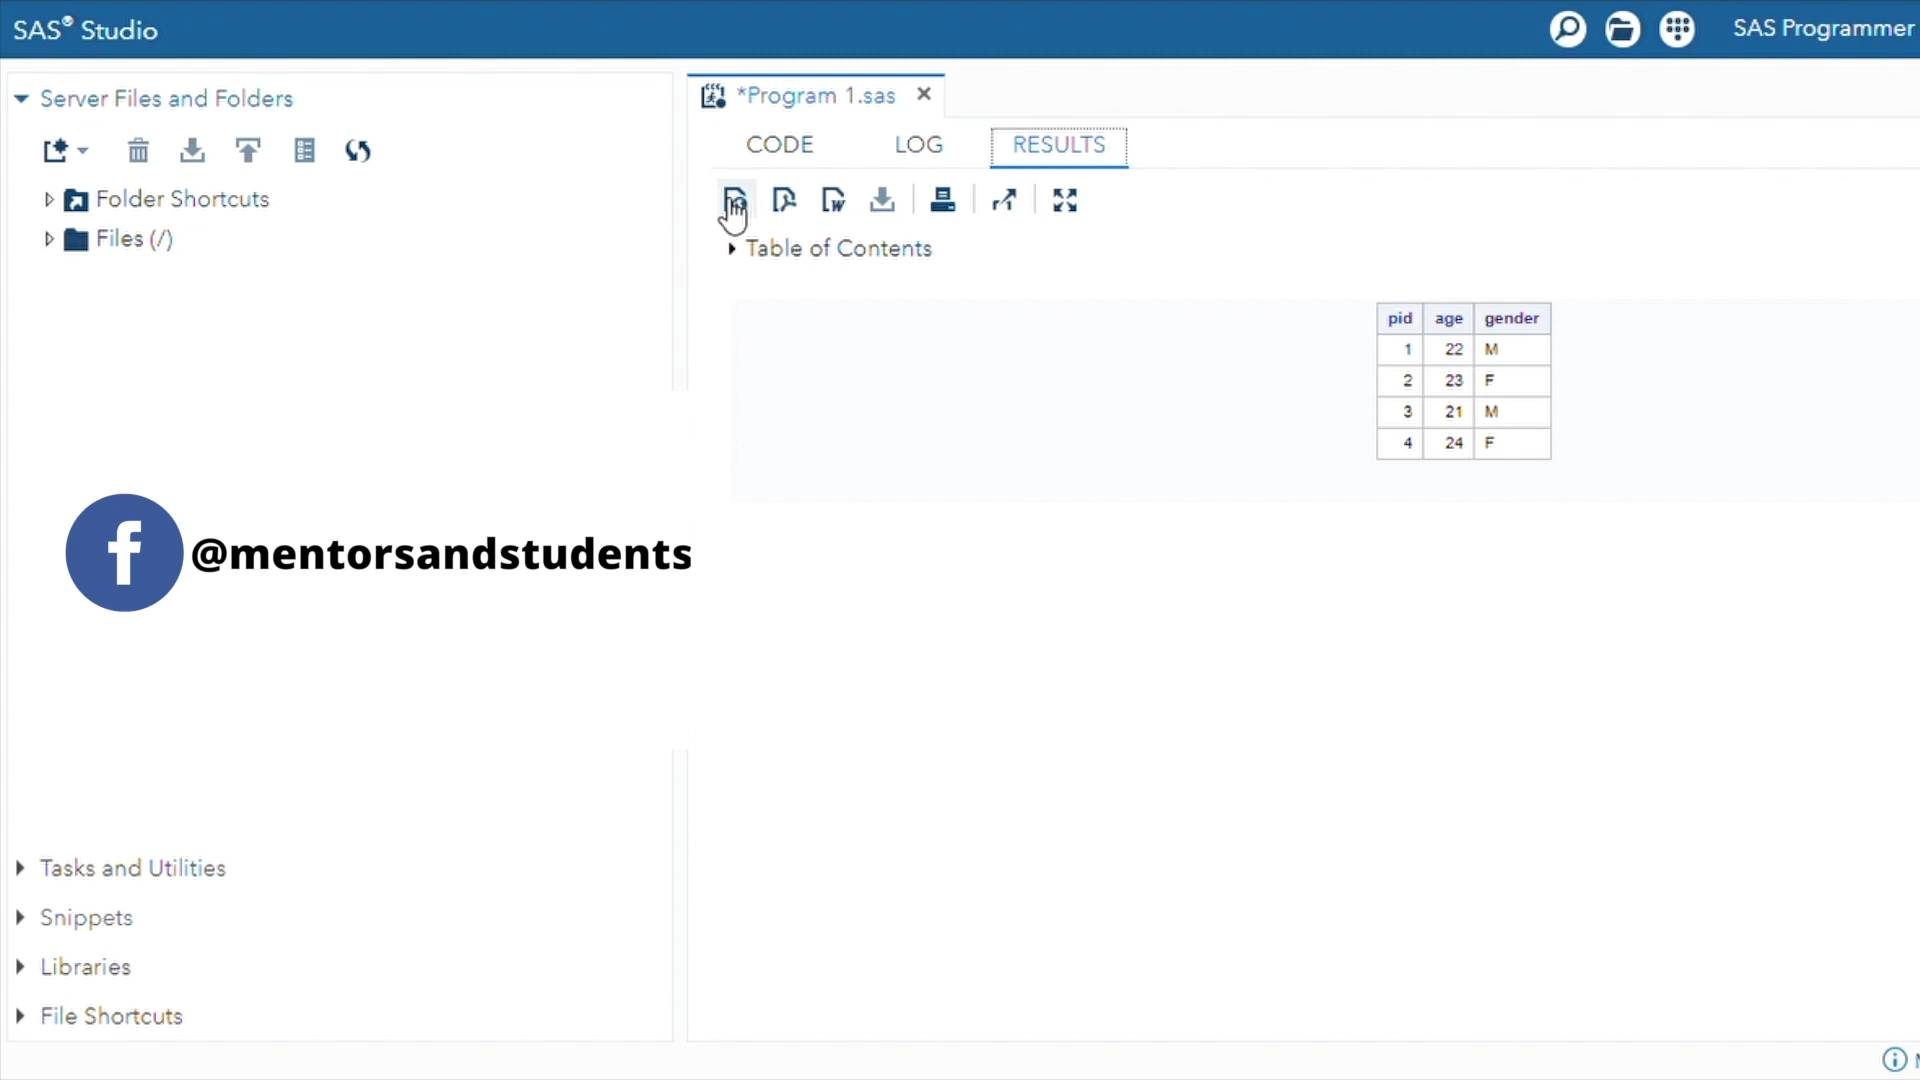 SAS® Studio
SAS Programmer
Server Files and Folders
Folder Shortcuts
Files (/)
@mentorsandstudents
Tasks and Utilities
Snippets
Libraries
File Shortcuts
*Program 1.sas
CODE LOG RESULTS
Table of Contents
pid age gender
1 22 M
2 23 F
3 21 M
4 24 F